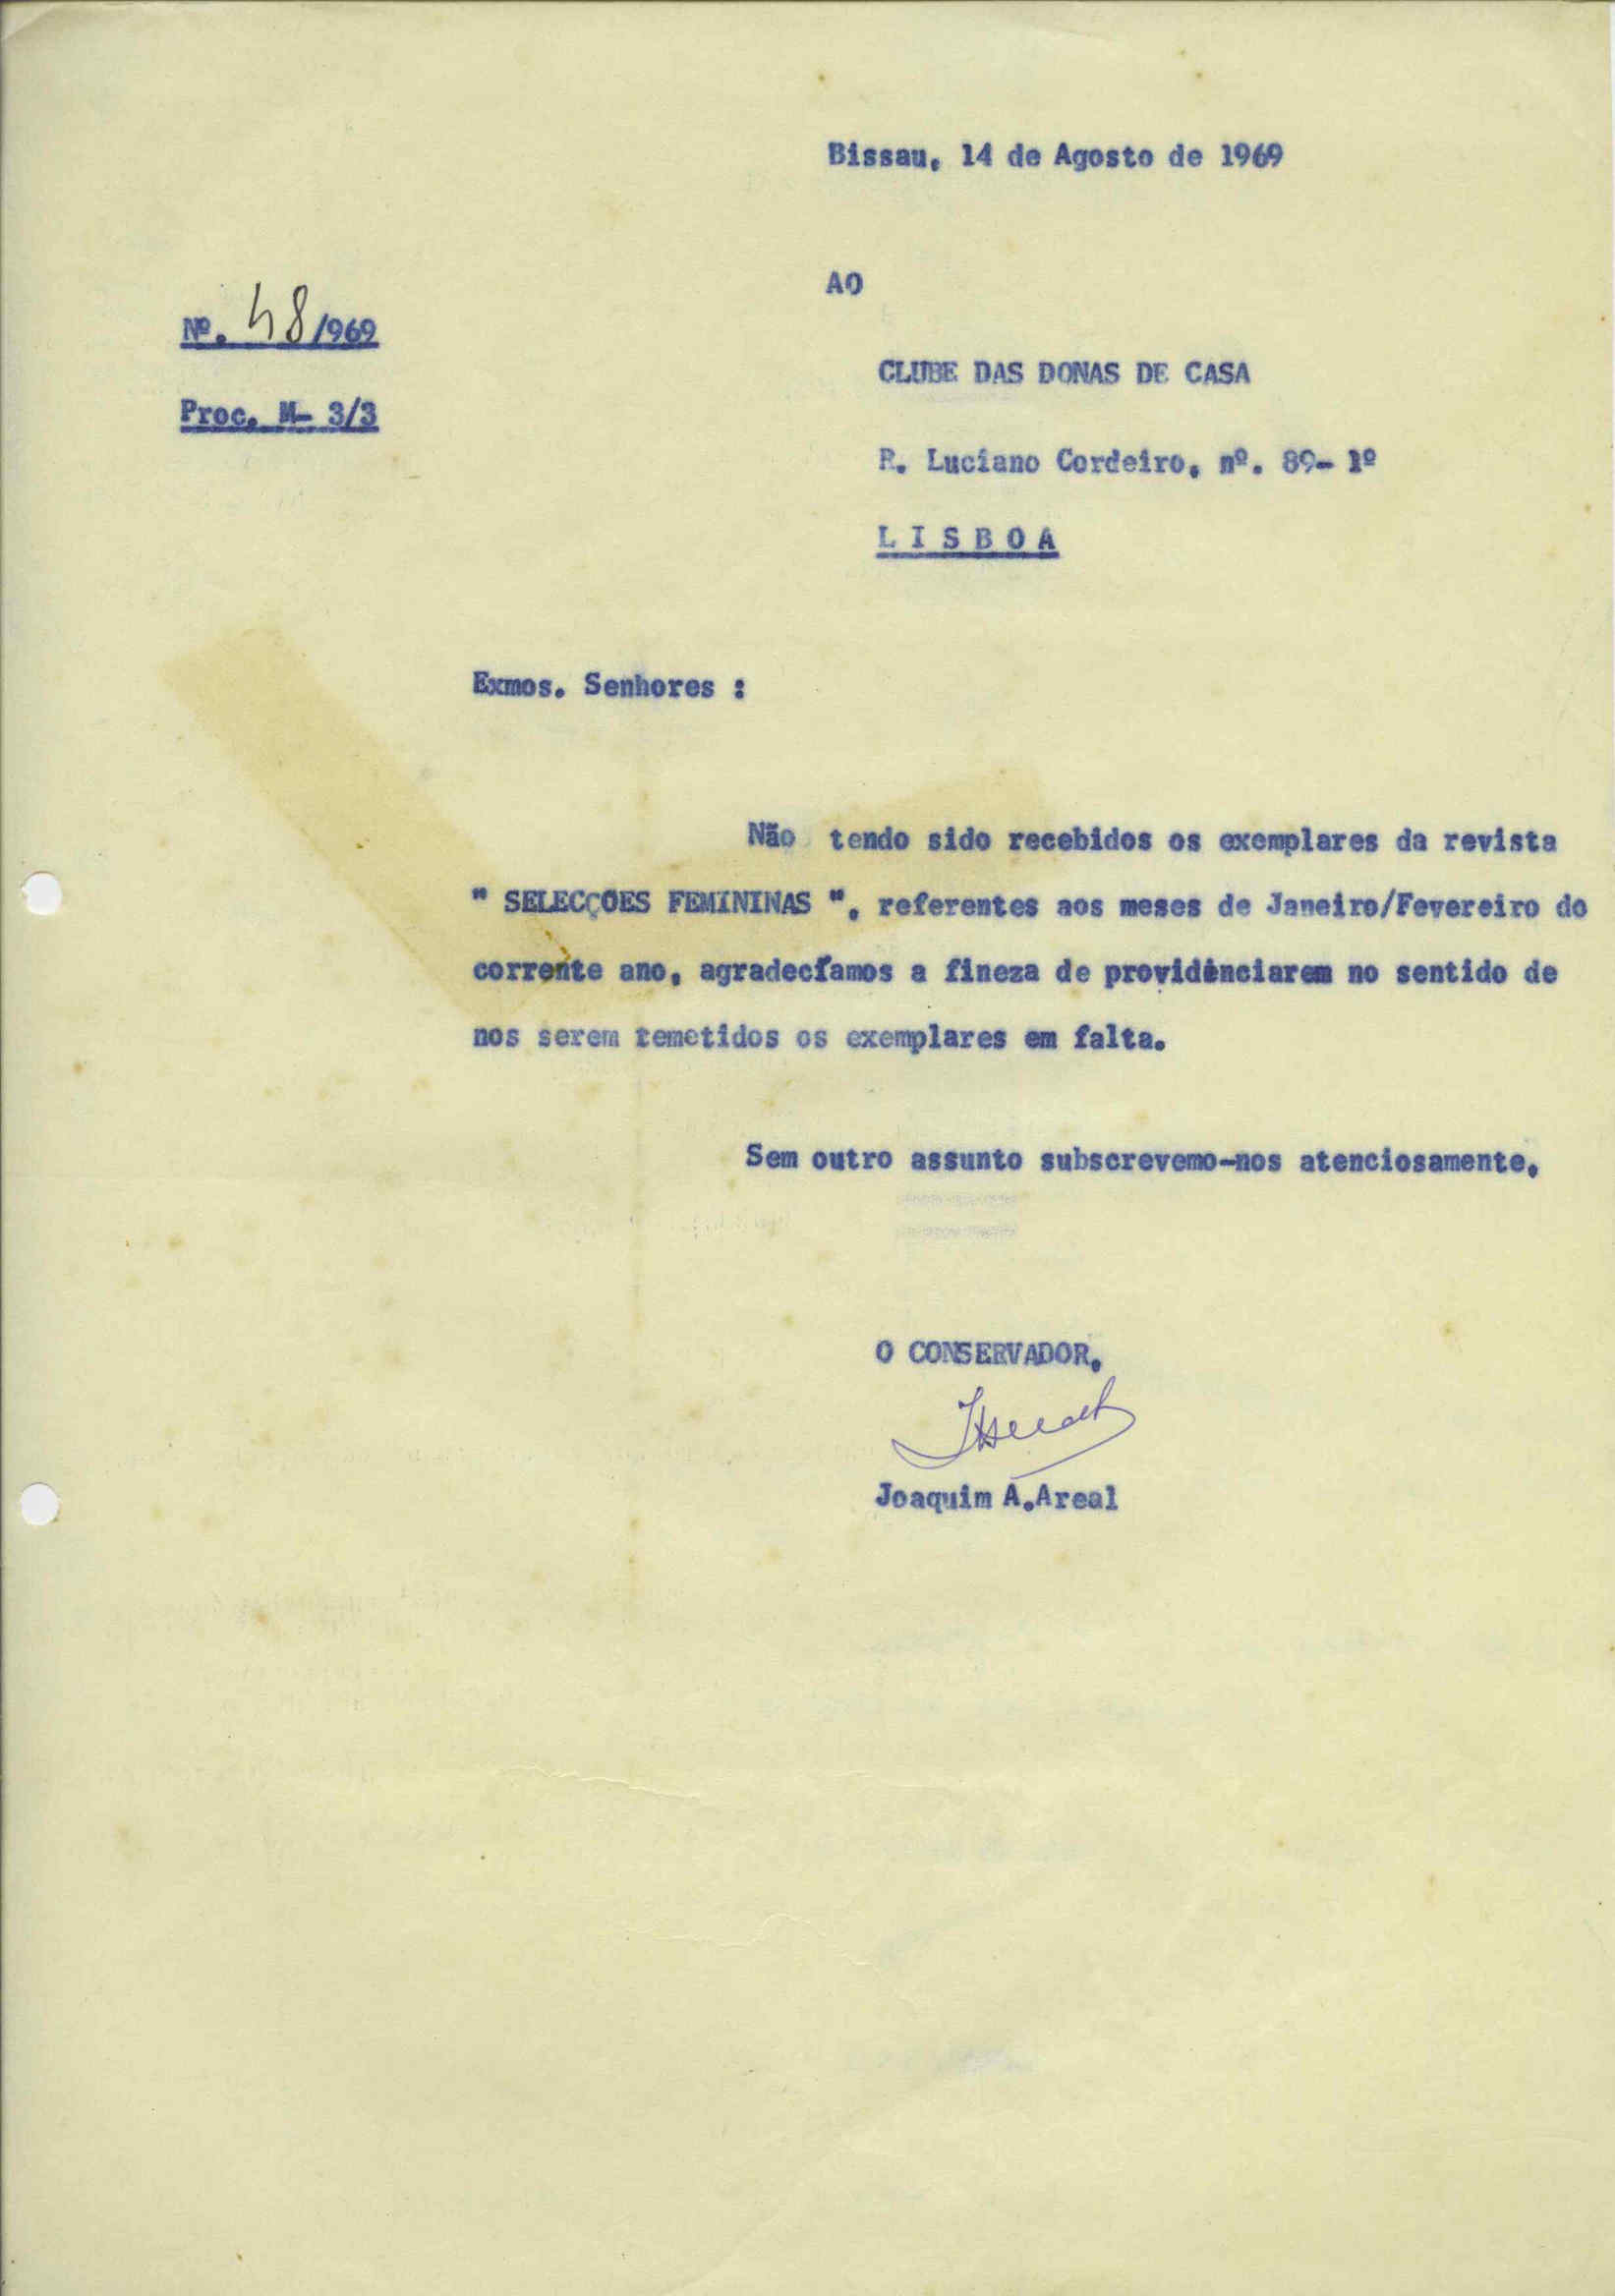 Bissau, 14 de Agosto de 1969
AO
Nº. 48/969
CLUBE DAS DONAS DE CASA
Proc. M- 3/3
R. Luciano Cordeiro, nº. 89- 1º
L I S B O A
Exmos. Senhores :
Não tendo sido recebidos os exemplares da revista
" SELECÇOES FEMININAS ", referentes aos meses de Janeiro/Fevereiro do
corrente ano, agradecíamos a fineza de providênciarem no sentido de
nos serem remetidos os exemplares em falta.
Sem outro assunto subscrevemo-nos atenciosamente,
O CONSERVADOR,
Joaquim A.Areal